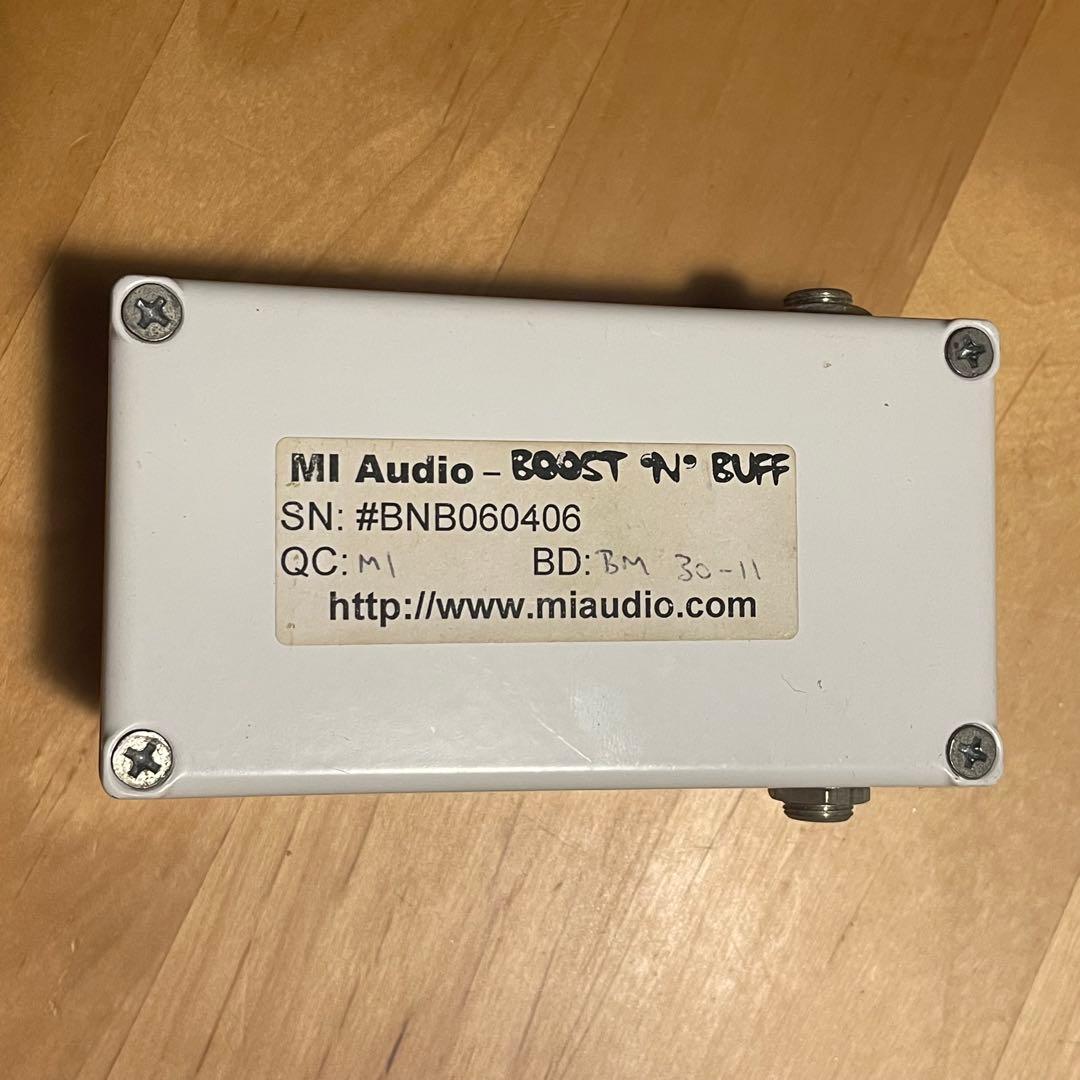 MI Audio – BOOST 'N' BUFF
SN: #BNB060406
QC: MI BD: BM 30-11
http://www.miaudio.com